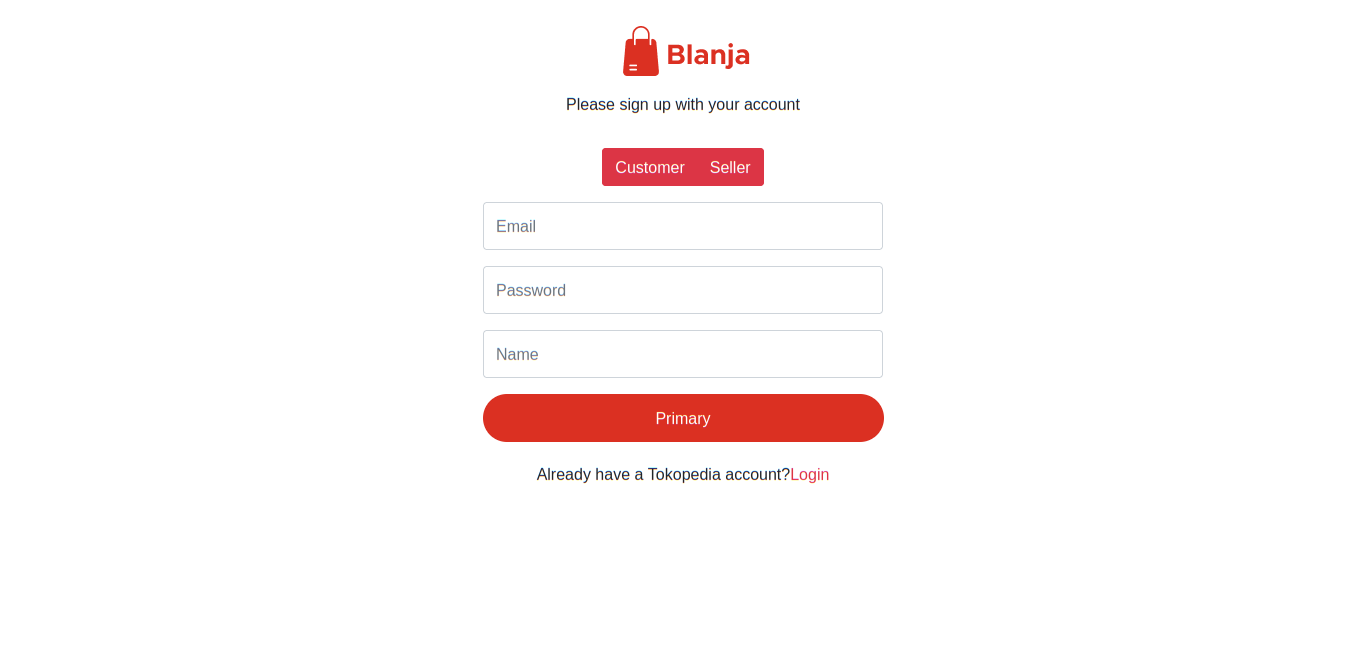 Blanja
Please sign up with your account
Customer Seller
Email
Password
Name
Primary
Already have a Tokopedia account?Login